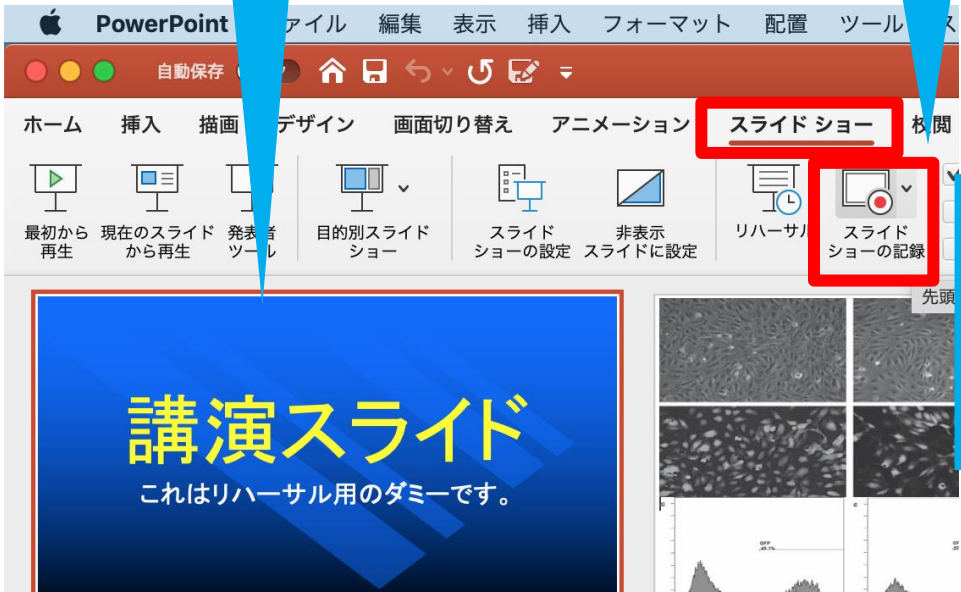 PowerPoint ァイル 編集 表示 挿入 フォーマット 配置 ツール ス
自動保存
ホーム 挿入 描画 デザイン 画面切り替え アニメーション スライド ショー 校閲
最初から
再生
現在のスライド
から再生
発表者
ツール
目的別スライド
ショー
スライド
ショーの設定
非表示
スライドに設定
リハーサル
スライド
ショーの記録
先頭
講演スライド
これはリハーサル用のダミーです。
GFP